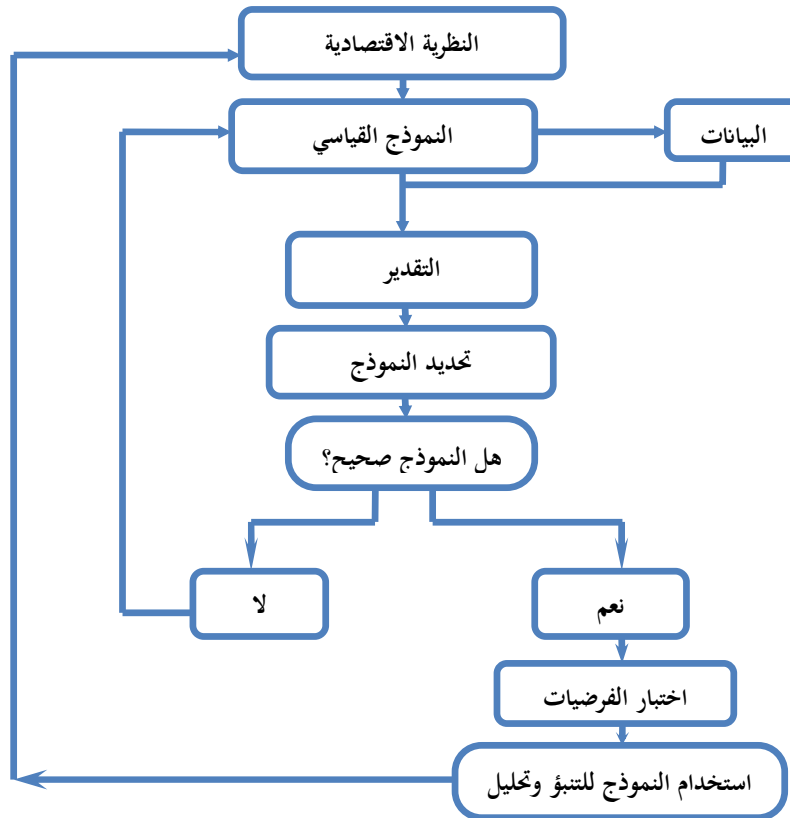 النظرية الاقتصادية
النموذج القياسي
البيانات
التقدير
تحديد النموذج
هل النموذج صحيح؟
لا
نعم
اختبار الفرضيات
استخدام النموذج للتنبؤ وتحليل